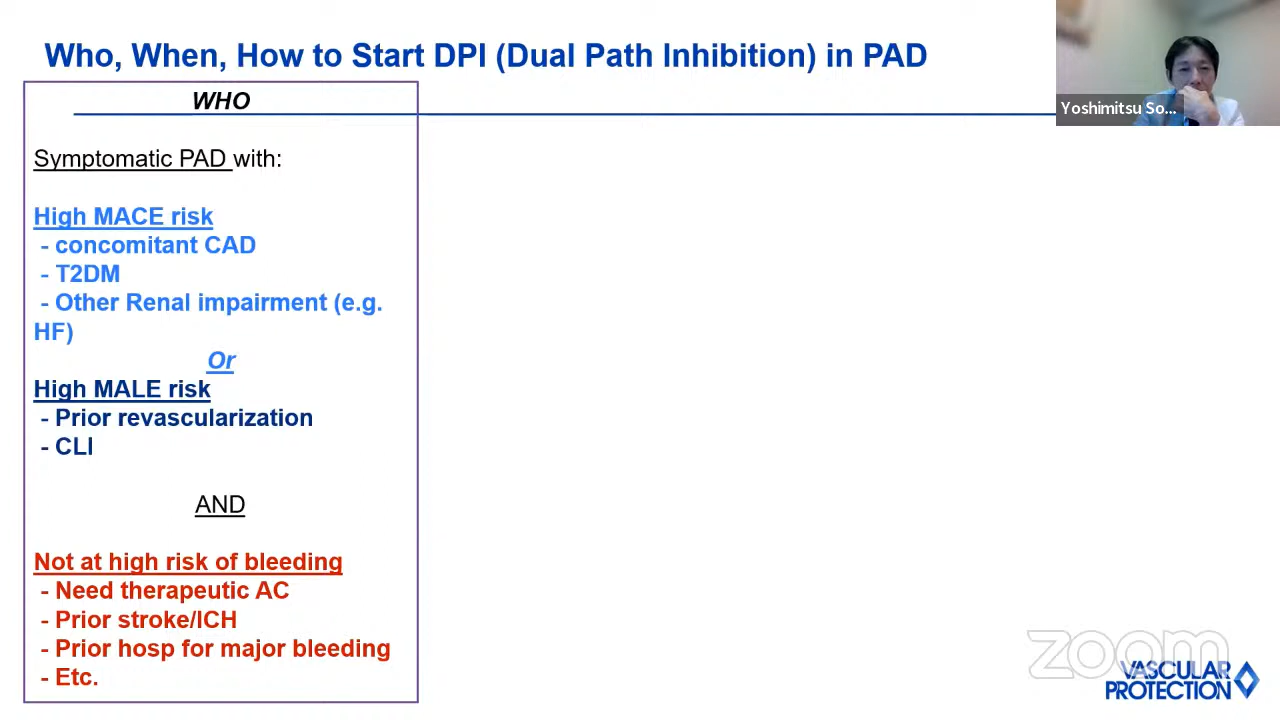 Who, When, How to Start DPI (Dual Path Inhibition) in PAD
Yoshimitsu So...
WHO
Symptomatic PAD with:
High MACE risk
- concomitant CAD
- T2DM
- Other Renal impairment (e.g.
HF)
Or
High MALE risk
- Prior revascularization
- CLI
AND
Not at high risk of bleeding
- Need therapeutic AC
- Prior stroke/ICH
- Prior hosp for major bleeding
- Etc.
zoom
VASCULAR
PROTECTION